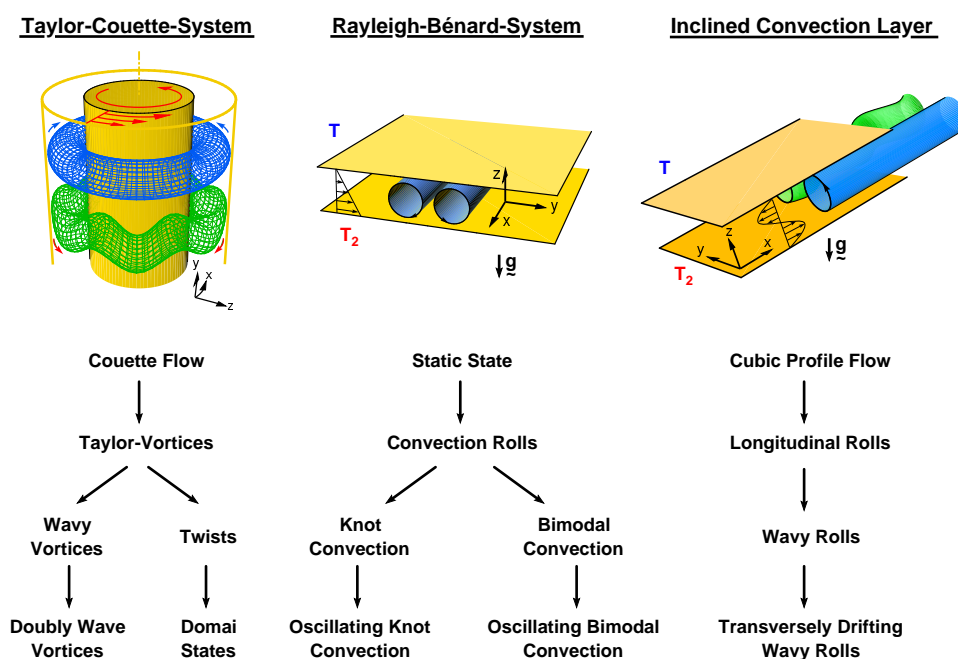 Taylor-Couette-System
Rayleigh-Bénard-System
Inclined Convection Layer
y
x
z
T
T2
z
y
x
g
T
T2
z
y
x
g
Couette Flow
Static State
Cubic Profile Flow
Taylor-Vortices
Convection Rolls
Longitudinal Rolls
Wavy
Vortices
Twists
Knot
Convection
Bimodal
Convection
Wavy Rolls
Doubly Wave
Vortices
Domai
States
Oscillating Knot
Convection
Oscillating Bimodal
Convection
Transversely Drifting
Wavy Rolls